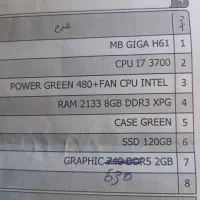 شرح
MB GIGA H61 1
CPU I7 3700 2
POWER GREEN 480+FAN CPU INTEL 3
RAM 2133 8GB DDR3 XPG 4
CASE GREEN 5
SSD 120GB 6
GRAPHIC 740 DDR5 2GB 7
630
8